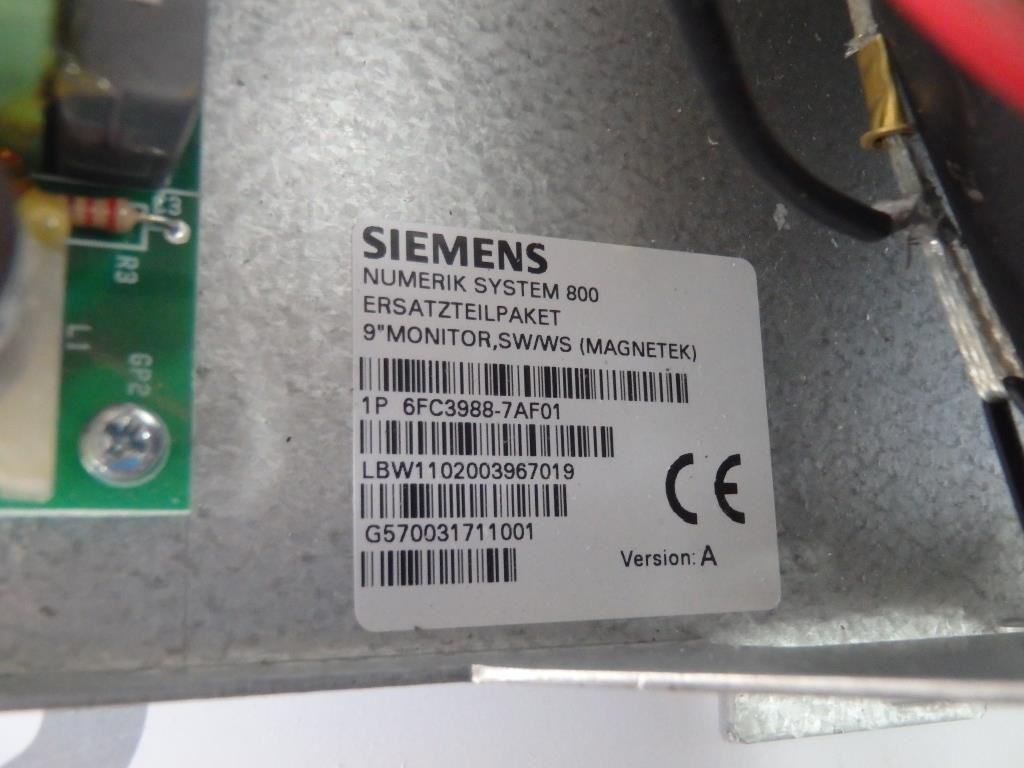 SIEMENS
NUMERIK SYSTEM 800
ERSATZTEILPAKET
9"MONITOR,SW/WS (MAGNETEK)
1P 6FC3988-7AF01
LBW1102003967019
G570031711001
CE
Version: A
R3
L1
GP2